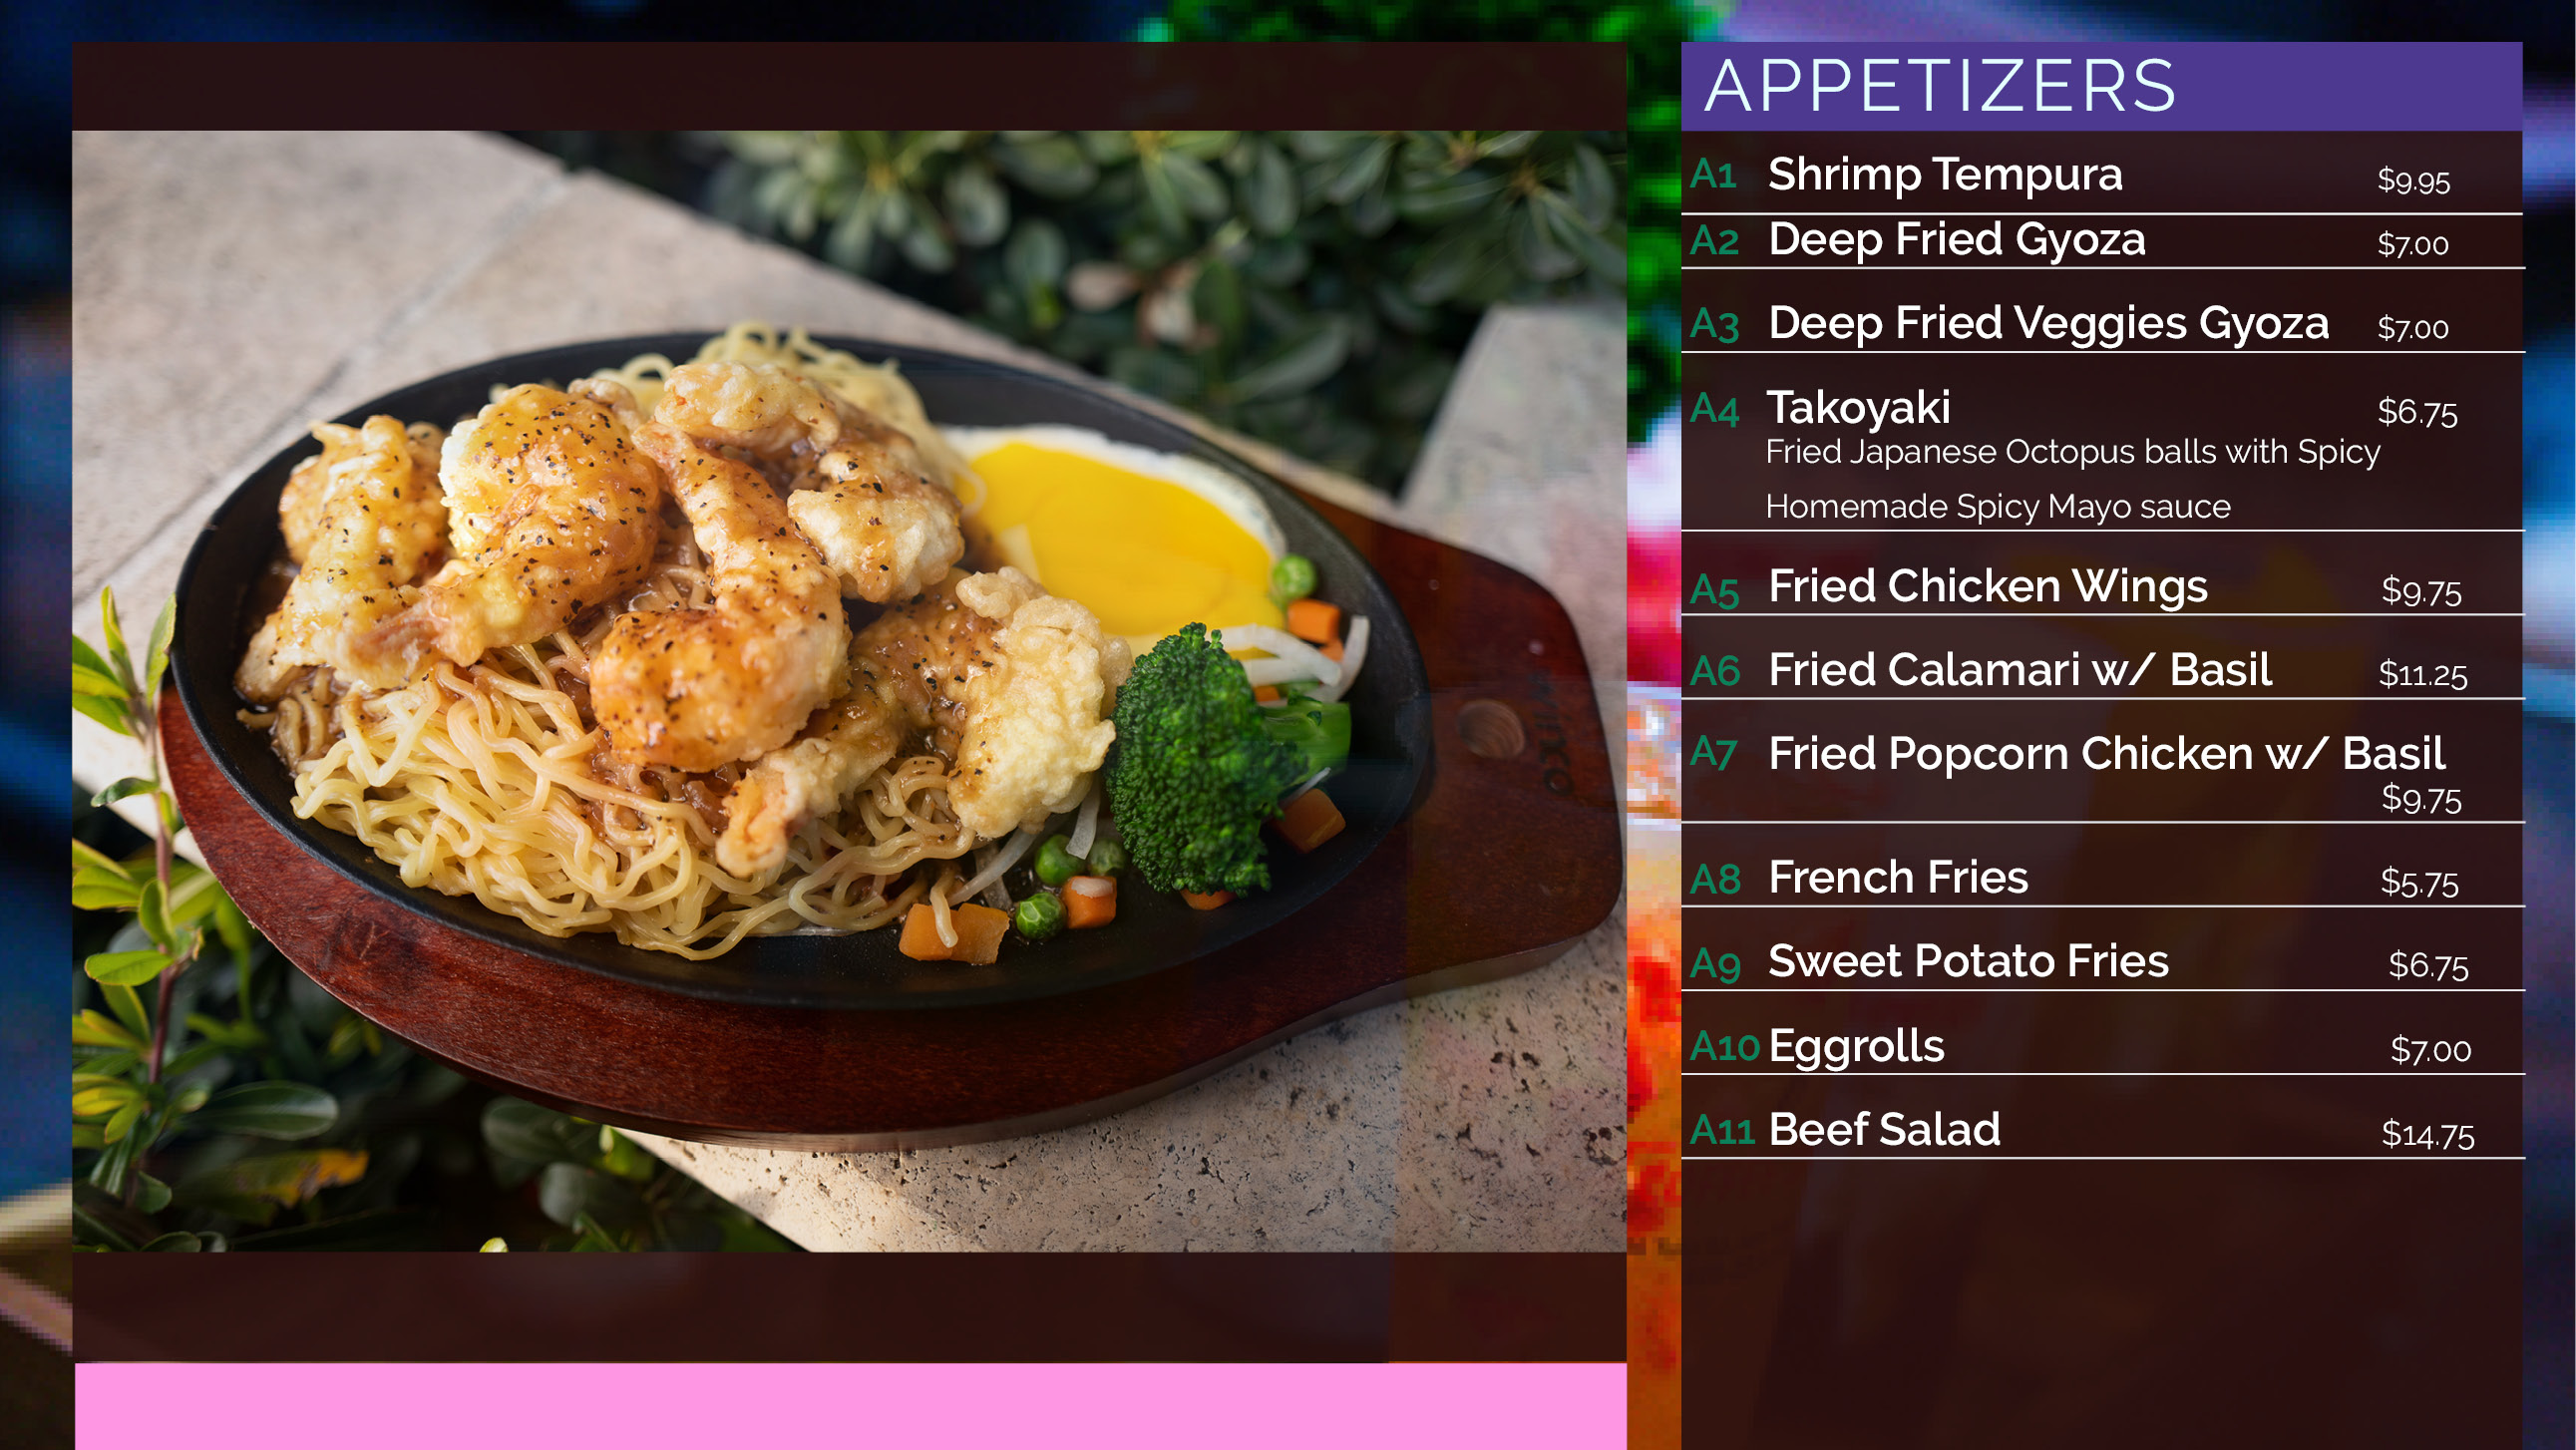 APPETIZERS
A1 Shrimp Tempura $9.95
A2 Deep Fried Gyoza $7.00
A3 Deep Fried Veggies Gyoza $7.00
A4 Takoyaki $6.75
Fried Japanese Octopus balls with Spicy
Homemade Spicy Mayo sauce
A5 Fried Chicken Wings $9.75
A6 Fried Calamari w/ Basil $11.25
A7 Fried Popcorn Chicken w/ Basil
$9.75
A8 French Fries $5.75
A9 Sweet Potato Fries $6.75
A10 Eggrolls $7.00
A11 Beef Salad $14.75